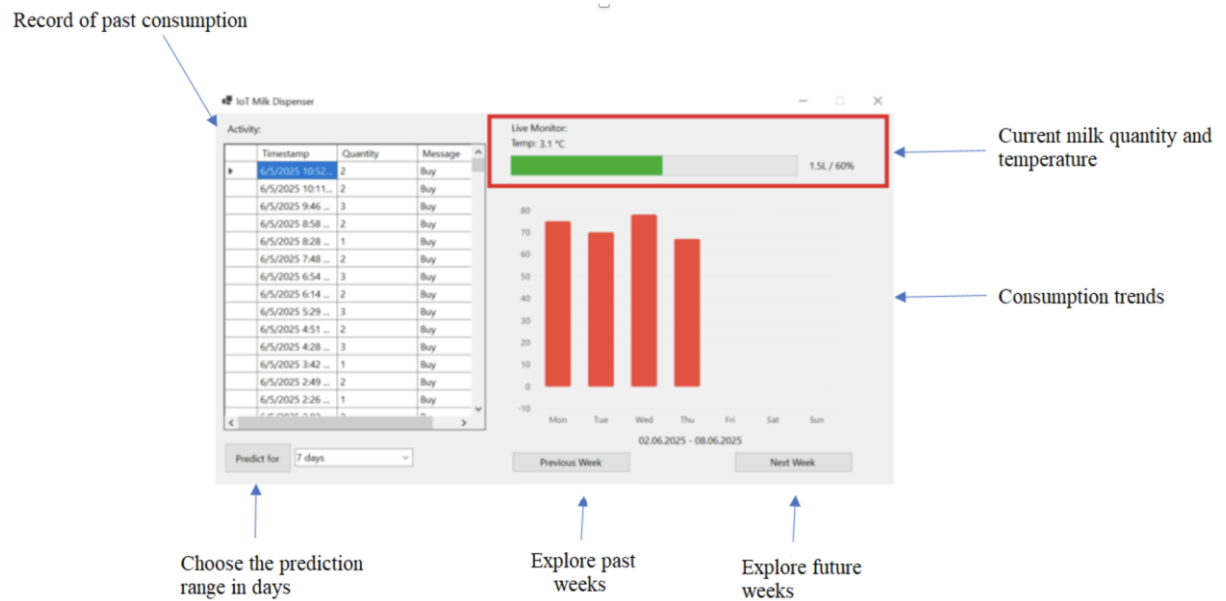 Record of past consumption
IoT Milk Dispenser
Activity:
Timestamp Quantity Message
6/5/2025 10:52... 2 Buy
6/5/2025 10:11... 2 Buy
6/5/2025 9:46 ... 3 Buy
6/5/2025 8:58 ... 2 Buy
6/5/2025 8:28 ... 1 Buy
6/5/2025 7:48 ... 2 Buy
6/5/2025 6:54 ... 3 Buy
6/5/2025 6:14 ... 2 Buy
6/5/2025 5:29 ... 3 Buy
6/5/2025 4:51 ... 2 Buy
6/5/2025 4:28 ... 3 Buy
6/5/2025 3:42 ... 1 Buy
6/5/2025 2:49 ... 2 Buy
6/5/2025 2:26 ... 1 Buy
Predict for 7 days
Live Monitor:
Temp: 3.1 °C
1.5L / 60%
80
70
60
50
40
30
20
10
0
-10
Mon Tue Wed Thu Fri Sat Sun
02.06.2025 - 08.06.2025
Previous Week Next Week
Current milk quantity and
temperature
Consumption trends
Choose the prediction
range in days
Explore past
weeks
Explore future
weeks